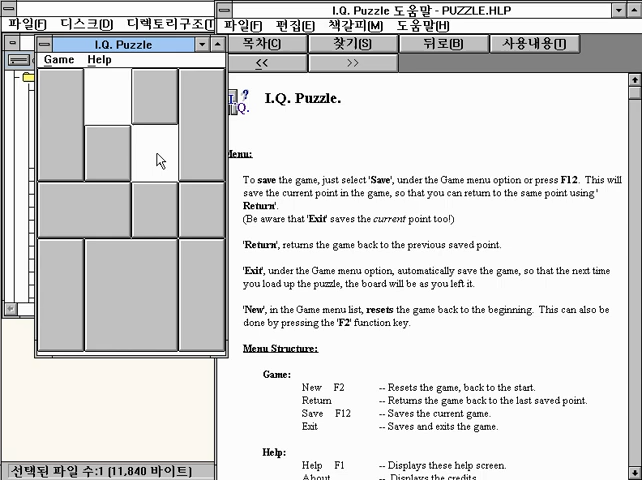 파일(F) 디스크(D) 디렉토리구조(T
I.Q. Puzzle
Game Help
선택된 파일 수:1 (11,840 바이트)
I.Q. Puzzle 도움말 - PUZZLE.HLP
파일(F) 편집(E) 책갈피(M) 도움말(H)
목차(C) 찾기(S) 뒤로(B) 사용내용(T)
<< >>
I.Q. Puzzle.
Menu:
To save the game, just select 'Save', under the Game menu option or press F12. This will
save the current point in the game, so that you can return to the same point using '
Return'.
(Be aware that 'Exit' saves the current point too!)
'Return', returns the game back to the previous saved point.
'Exit', under the Game menu option, automatically save the game, so that the next time
you load up the puzzle, the board will be as you left it.
'New', in the Game menu list, resets the game back to the beginning. This can also be
done by pressing the 'F2' function key.
Menu Structure:
Game:
New F2 -- Resets the game, back to the start.
Return -- Returns the game back to the last saved point.
Save F12 -- Saves the current game.
Exit -- Saves and exits the game.
Help:
Help F1 -- Displays these help screen.
About -- Displays the credits.